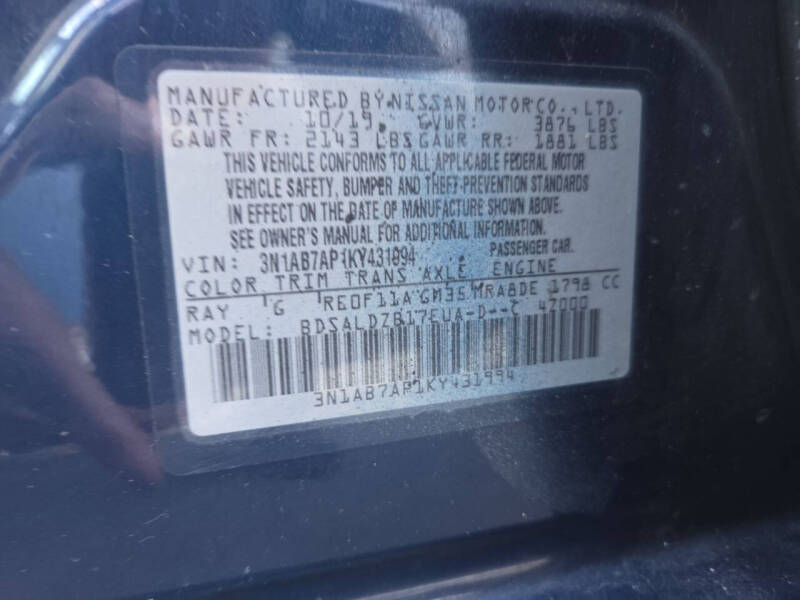 MANUFACTURED BY NISSAN MOTOR CO., LTD.
DATE: 10/19 GVWR: 3876 LBS
GAWR FR: 2143 LBS GAWR RR: 1881 LBS
THIS VEHICLE CONFORMS TO ALL APPLICABLE FEDERAL MOTOR
VEHICLE SAFETY, BUMPER AND THEFT PREVENTION STANDARDS
IN EFFECT ON THE DATE OF MANUFACTURE SHOWN ABOVE.
SEE OWNER'S MANUAL FOR ADDITIONAL INFORMATION.
VIN: 3N1AB7AP1KY431994 PASSENGER CAR
COLOR TRIM TRANS AXLE ENGINE
RAY G RE0F11A GM35 MRA8DE 1798 CC
MODEL: BDSALDZB17EUA-D--C 42000
3N1AB7AP1KY431994